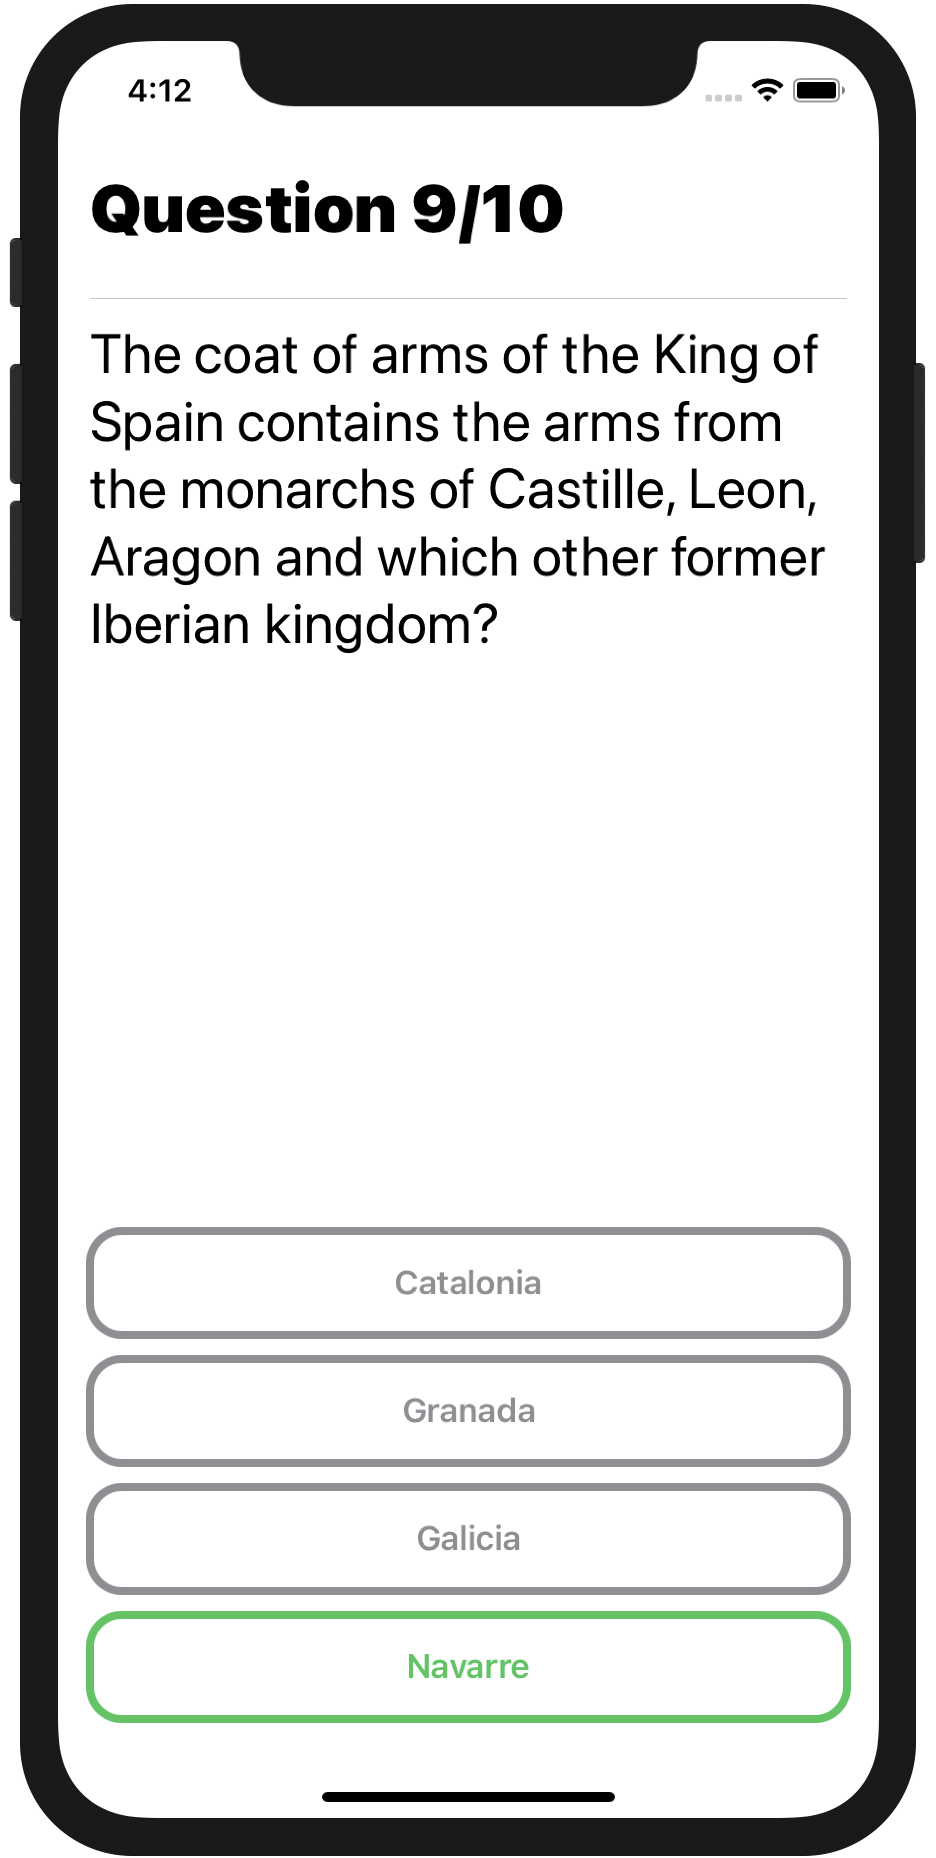 4:12
Question 9/10
The coat of arms of the King of
Spain contains the arms from
the monarchs of Castille, Leon,
Aragon and which other former
Iberian kingdom?
Catalonia
Granada
Galicia
Navarre